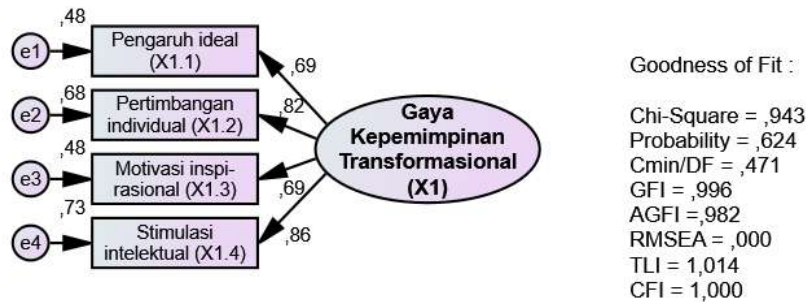 ,48
e1
Pengaruh ideal
(X1.1)
,69
,68
e2
Pertimbangan
individual (X1.2)
,82
,48
e3
Motivasi inspi-
rasional (X1.3)
,69
,73
e4
Stimulasi
intelektual (X1.4)
,86
Gaya
Kepemimpinan
Transformasional
(X1)
Goodness of Fit :
Chi-Square = ,943
Probability = ,624
Cmin/DF = ,471
GFI = ,996
AGFI = ,982
RMSEA = ,000
TLI = 1,014
CFI = 1,000